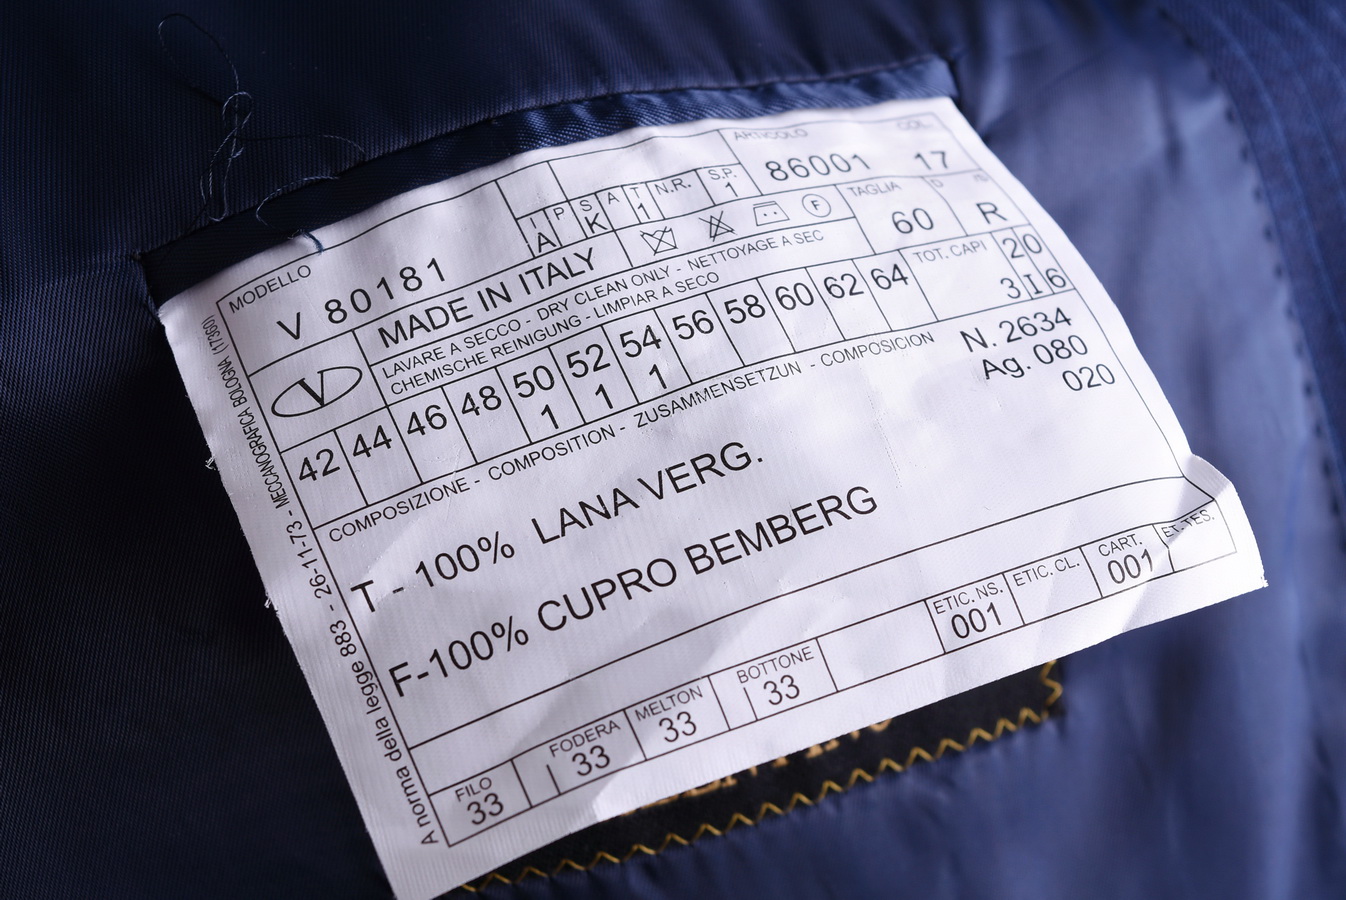 ARTICOLO COL.
86001 17
I P S A T N.R. S.P.
A K 1 1
MODELLO
V 80181
TAGLIA D
60 R
F
MADE IN ITALY
LAVARE A SECCO - DRY CLEAN ONLY - NETTOYAGE A SEC
CHEMISCHE REINIGUNG - LIMPIAR A SECO
V
TOT. CAPI 20
3 I 6
42 44 46 48 50 52 54 56 58 60 62 64
1 1 1
COMPOSIZIONE - COMPOSITION - ZUSAMMENSETZUN - COMPOSICION
N. 2634
Ag. 080
020
T - 100% LANA VERG.
F-100% CUPRO BEMBERG
FILO FODERA MELTON BOTTONE ETIC. NS. ETIC. CL. CART. ET.-TES.
33 33 33 33 001 001
A norma della legge 883 - 26-11-73 - MECCANOGRAFICA BOLOGNA (17360)